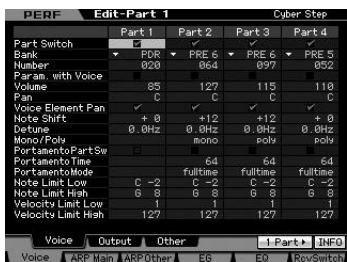 PERF Edit-Part 1 Cyber Step
Part 1 Part 2 Part 3 Part 4
Part Switch
Bank PDR PRE 6 PRE 6 PRE 5
Number 020 064 097 052
Param. with Voice
Volume 85 127 115 110
Pan C C C C
Voice Element Pan
Note Shift + 0 +12 +12 + 0
Detune 0.0Hz 0.0Hz 0.0Hz 0.0Hz
Mono/Poly mono poly poly
PortamentoPartSw
PortamentoTime 64 64 64
PortamentoMode fulltime fulltime fulltime
Note Limit Low C -2 C -2 C -2 C -2
Note Limit High G 8 G 8 G 8 G 8
Velocity Limit Low 1 1 1 1
Velocity Limit High 127 127 127 127
Voice Output Other 1 Part INFO
Voice ARP Main ARP Other EG EQ RcvSwitch